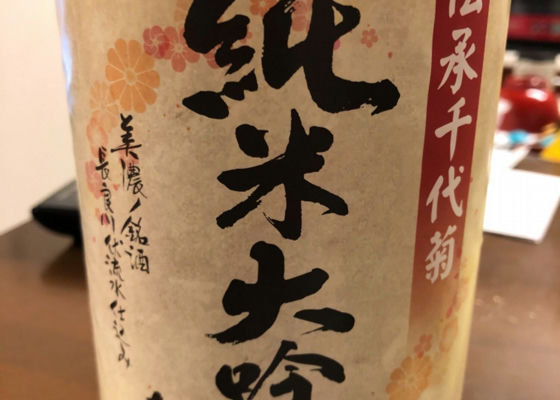 伝承千代菊
純米大吟
美濃ノ銘酒
長良川伏流水仕込み